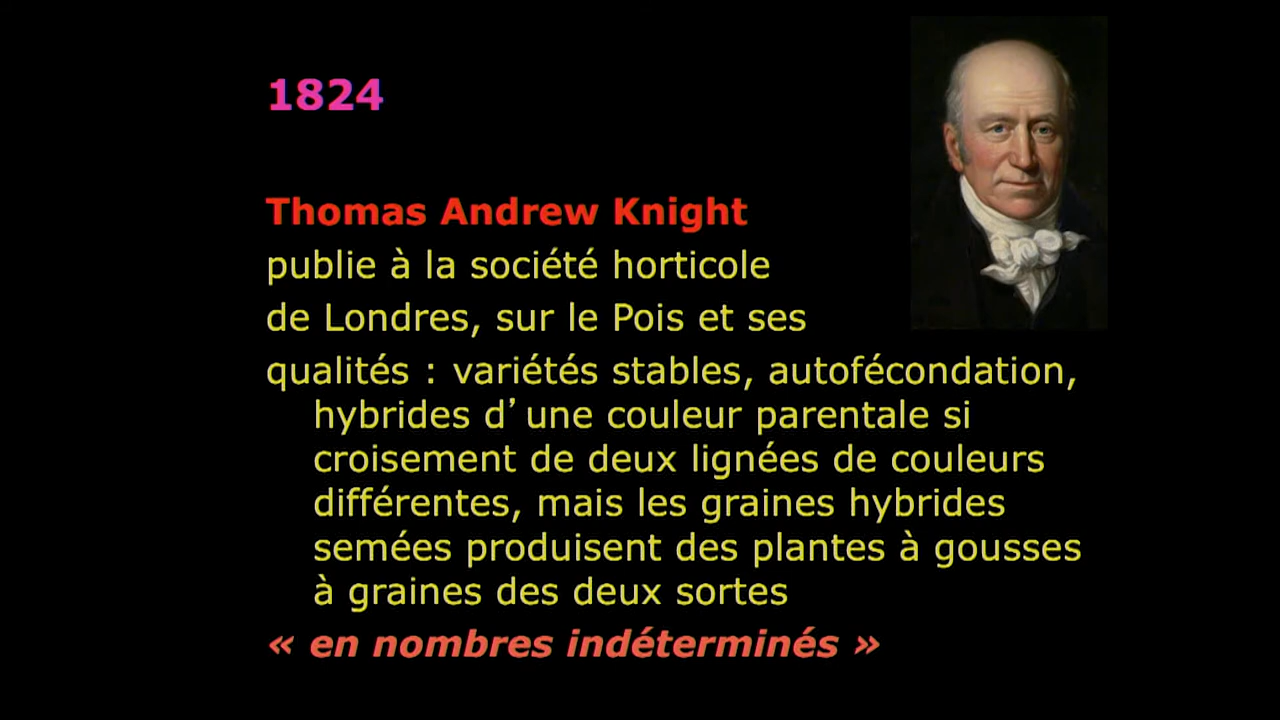 1824
Thomas Andrew Knight
publie à la société horticole
de Londres, sur le Pois et ses
qualités : variétés stables, autofécondation,
hybrides d’une couleur parentale si
croisement de deux lignées de couleurs
différentes, mais les graines hybrides
semées produisent des plantes à gousses
à graines des deux sortes
« en nombres indéterminés »